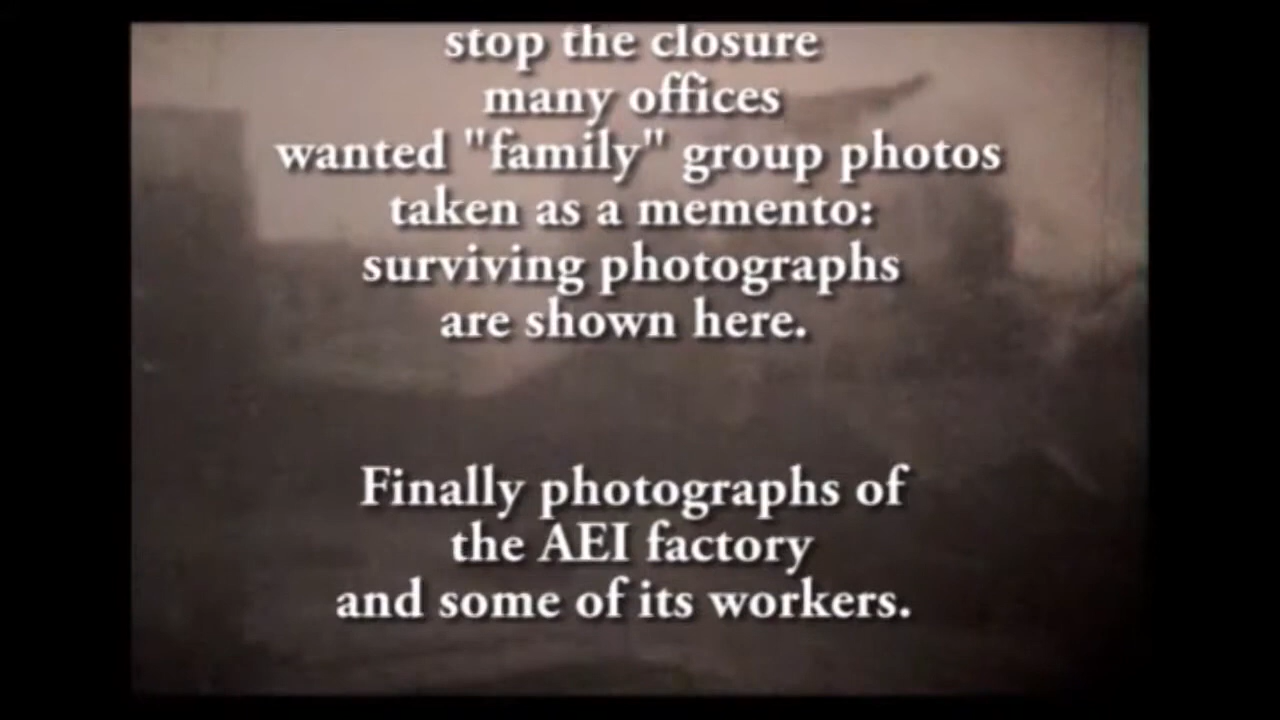 stop the closure
many offices
wanted "family" group photos
taken as a memento:
surviving photographs
are shown here.
Finally photographs of
the AEI factory
and some of its workers.